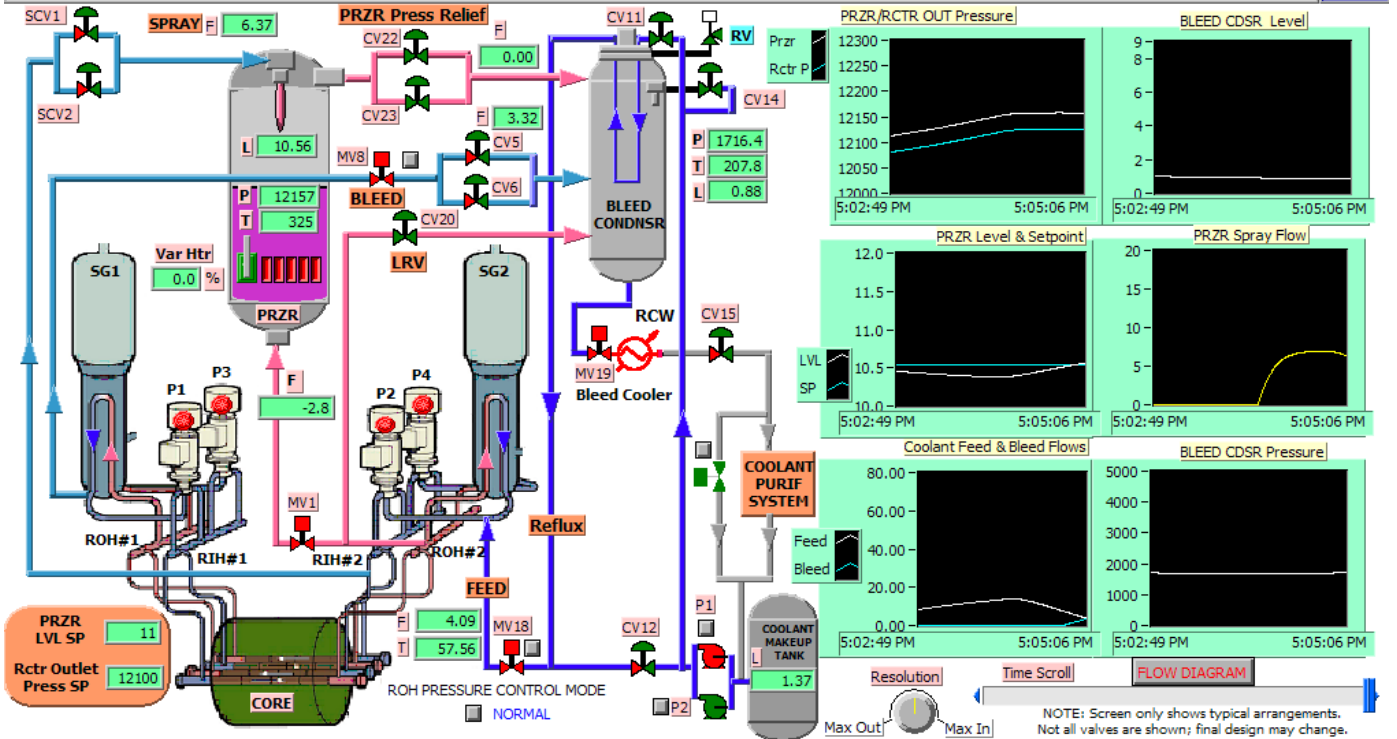 SCV1
SPRAY F 6.37
SCV2
PRZR Press Relief
CV22
CV23
F
0.00
CV11
RV
CV14
F 3.32
CV5
CV6
MV8
BLEED
CV20
LRV
L 10.56
P 12157
T 325
Var Htr
0.0 %
PRZR
P 1716.4
T 207.8
L 0.88
BLEED
CONDNSR
SG1
SG2
P1
P3
P2
P4
F
-2.8
MV1
ROH#1
RIH#1
RIH#2
ROH#2
RCW
MV19
Bleed Cooler
CV15
COOLANT
PURIF
SYSTEM
Reflux
FEED
F 4.09
T 57.56
MV18
CV12
P1
P2
COOLANT
MAKEUP
TANK
L
1.37
PRZR
LVL SP 11
Rctr Outlet
Press SP 12100
CORE
ROH PRESSURE CONTROL MODE
NORMAL
PRZR/RCTR OUT Pressure
Przr
Rctr P
12300
12250
12200
12150
12100
12050
12000
5:02:49 PM 5:05:06 PM
BLEED CDSR Level
9
8
6
4
2
0
5:02:49 PM 5:05:06 PM
PRZR Level & Setpoint
LVL
SP
12.0
11.5
11.0
10.5
10.0
5:02:49 PM 5:05:06 PM
PRZR Spray Flow
20
15
10
5
0
5:02:49 PM 5:05:06 PM
Coolant Feed & Bleed Flows
Feed
Bleed
80.00
60.00
40.00
20.00
0.00
5:02:49 PM 5:05:06 PM
BLEED CDSR Pressure
5000
4000
3000
2000
1000
0
5:02:49 PM 5:05:06 PM
Resolution
Max Out
Max In
Time Scroll
FLOW DIAGRAM
NOTE: Screen only shows typical arrangements.
Not all valves are shown; final design may change.